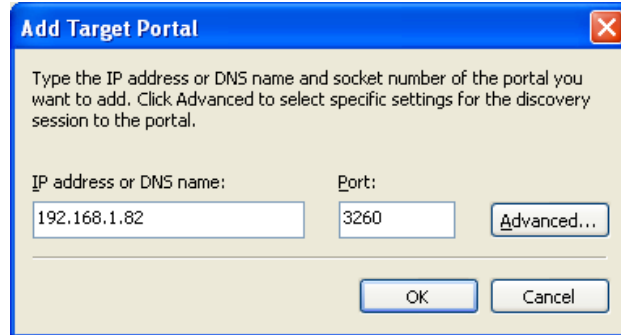 Add Target Portal
Type the IP address or DNS name and socket number of the portal you
want to add. Click Advanced to select specific settings for the discovery
session to the portal.
IP address or DNS name: Port:
192.168.1.82 3260 Advanced...
OK Cancel